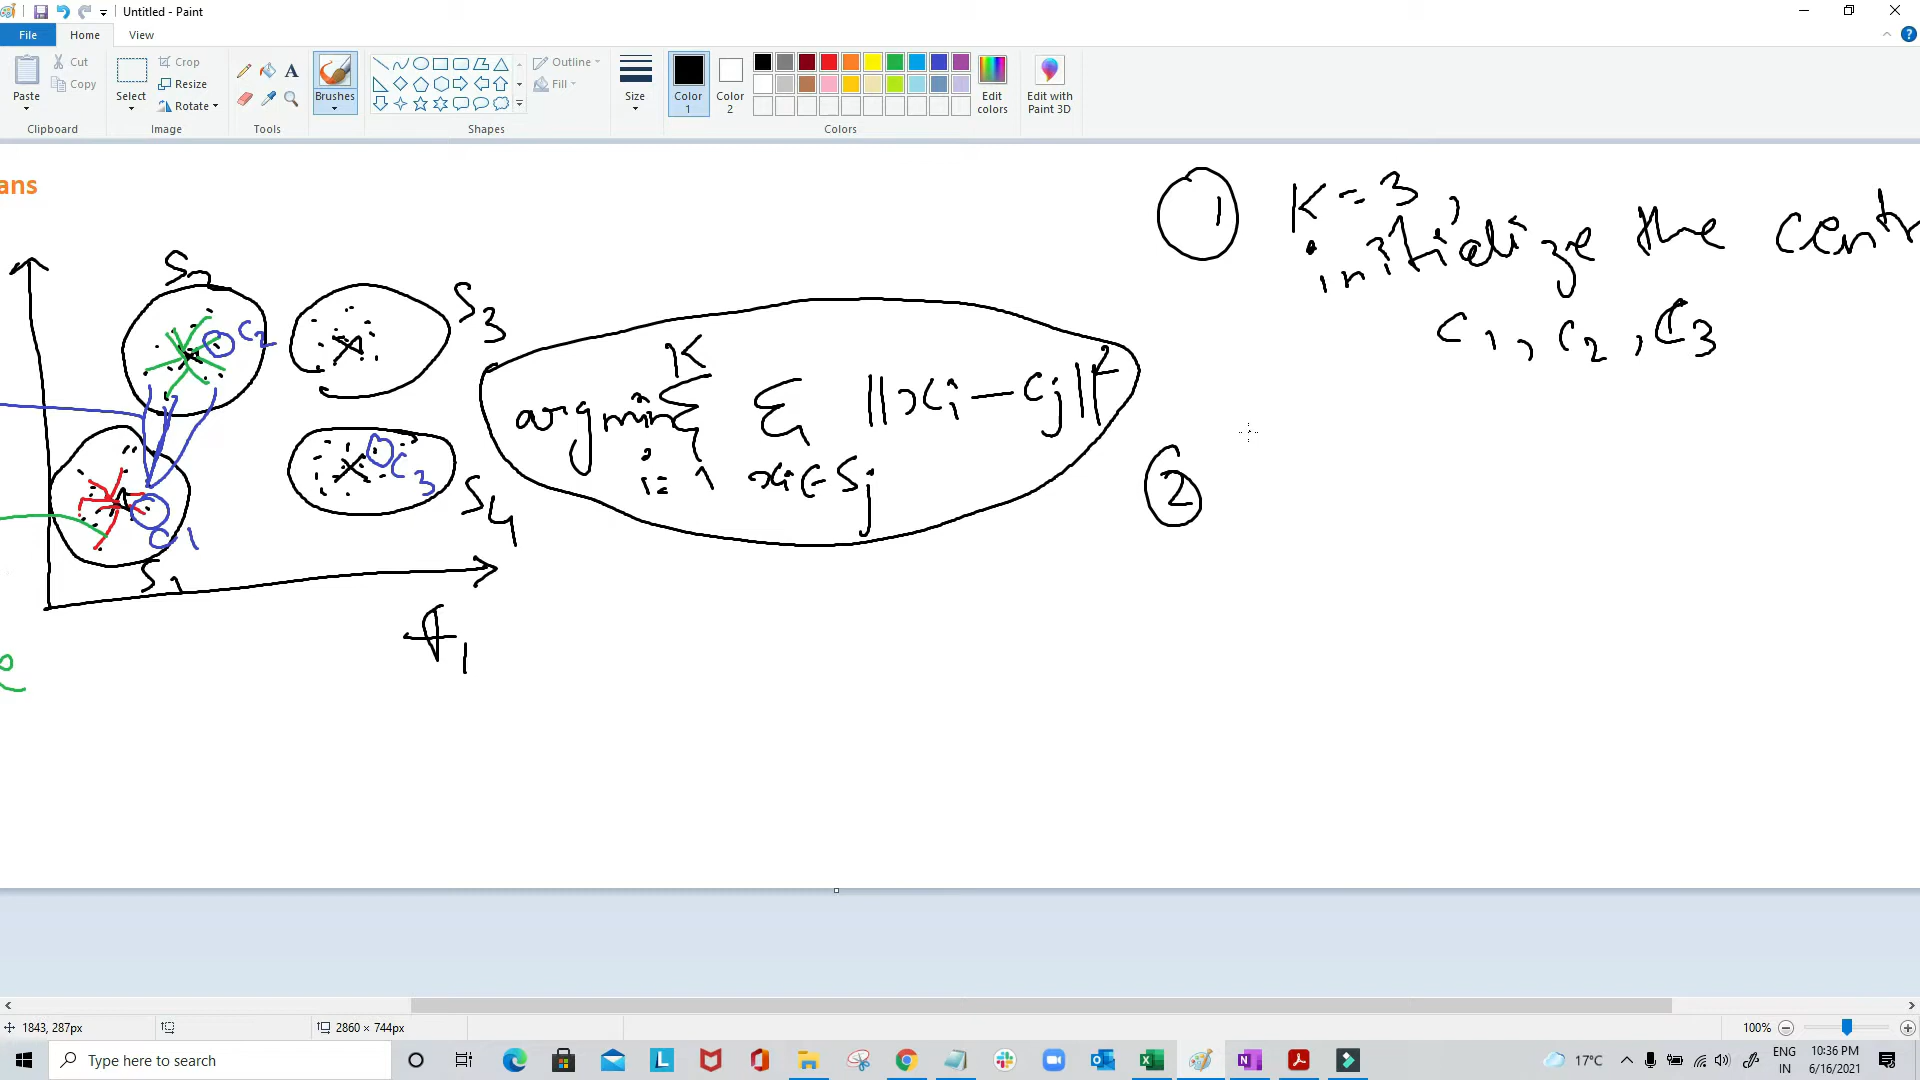 Untitled - Paint
File Home View
Paste
Cut
Copy
Clipboard
Select
Crop
Resize
Rotate
Image
Tools
Brushes
Shapes
Outline
Fill
Size
Color 1
Color 2
Edit colors
Colors
Edit with Paint 3D
ans
S2
C2
S3
C1
S1
C3
S4
f1
e
argmin K Σ i=1 Σ xi∈Sj ||xi − Cj||²
1 K=3,
initialize the centr
C1, C2, C3
2
1843, 287px
2860 × 744px
100%
Type here to search
17°C
ENG
IN
10:36 PM
6/16/2021